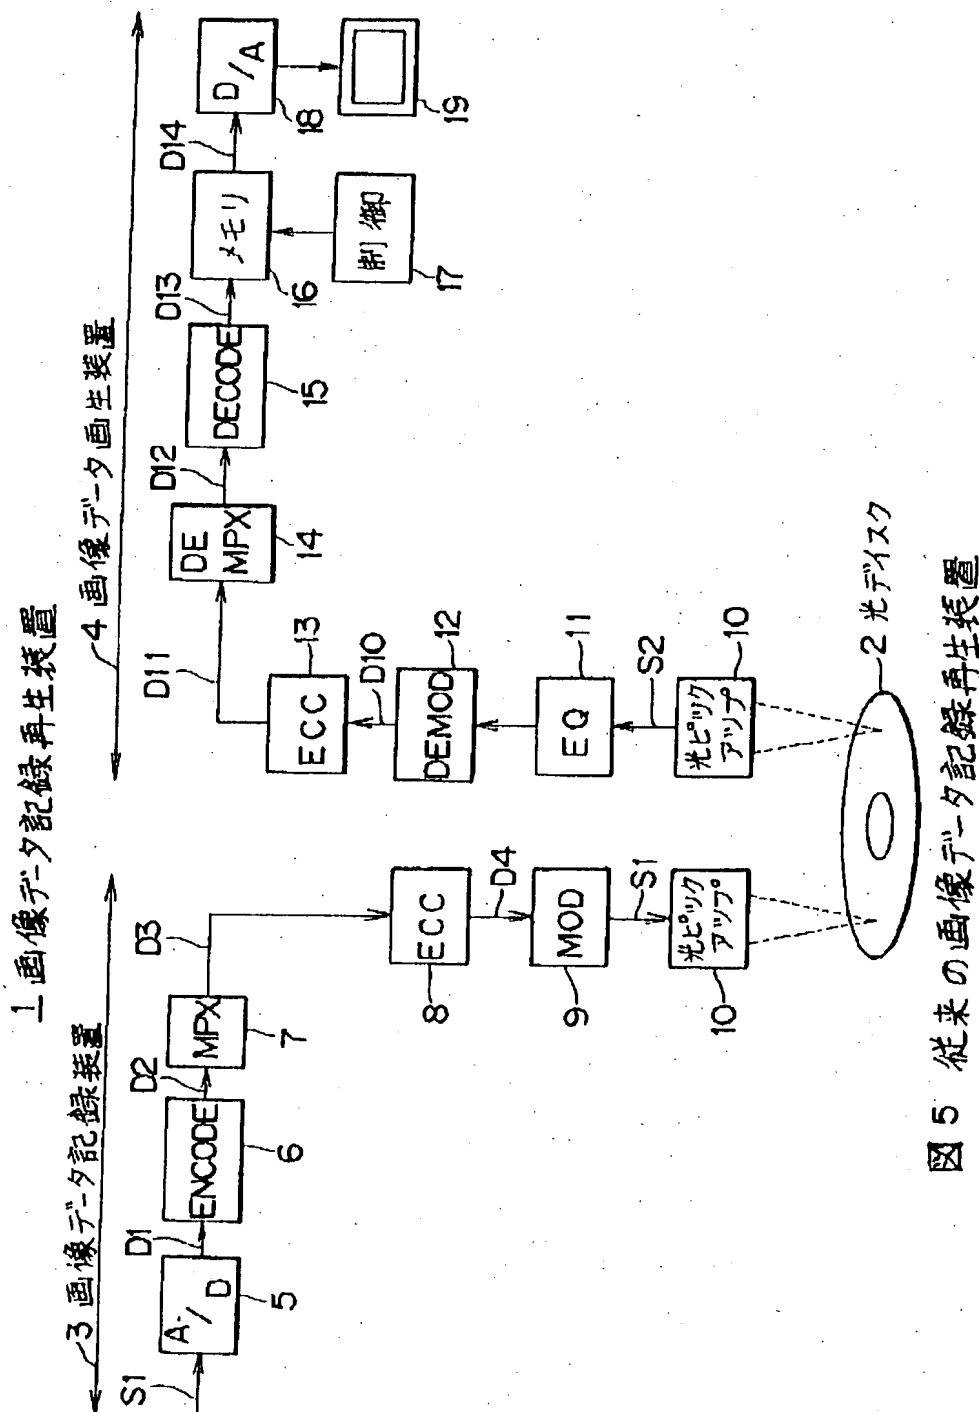 1 画像データ記録再生装置
3 画像データ記録装置
4 画像データ画生装置
S1
A/D
5
D1
ENCODE
6
D2
MPX
7
D3
ECC
8
D4
MOD
9
S1
光ピックアップ
10
2 光ディスク
光ピックアップ
10
S2
EQ
11
DEMOD
12
D10
ECC
13
D11
DE
MPX
14
D12
DECODE
15
D13
メモリ
16
制御
17
D14
D/A
18
19
図5 従来の画像データ記録再生装置